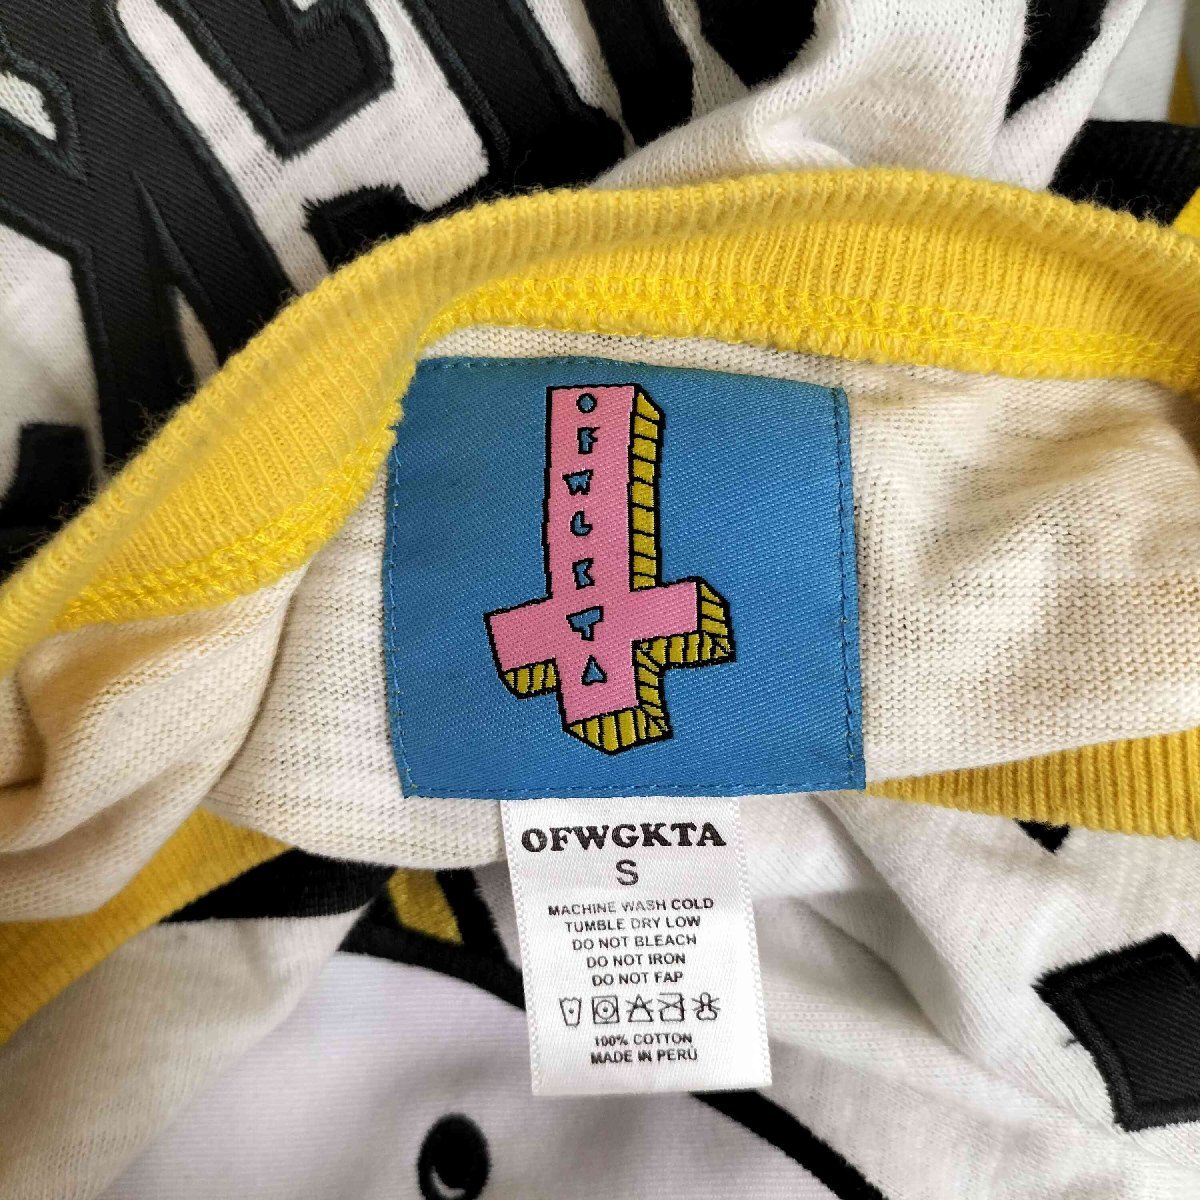 OFWGKTA
OFWGKTA
S
MACHINE WASH COLD
TUMBLE DRY LOW
DO NOT BLEACH
DO NOT IRON
DO NOT FAP
100% COTTON
MADE IN PERÚ